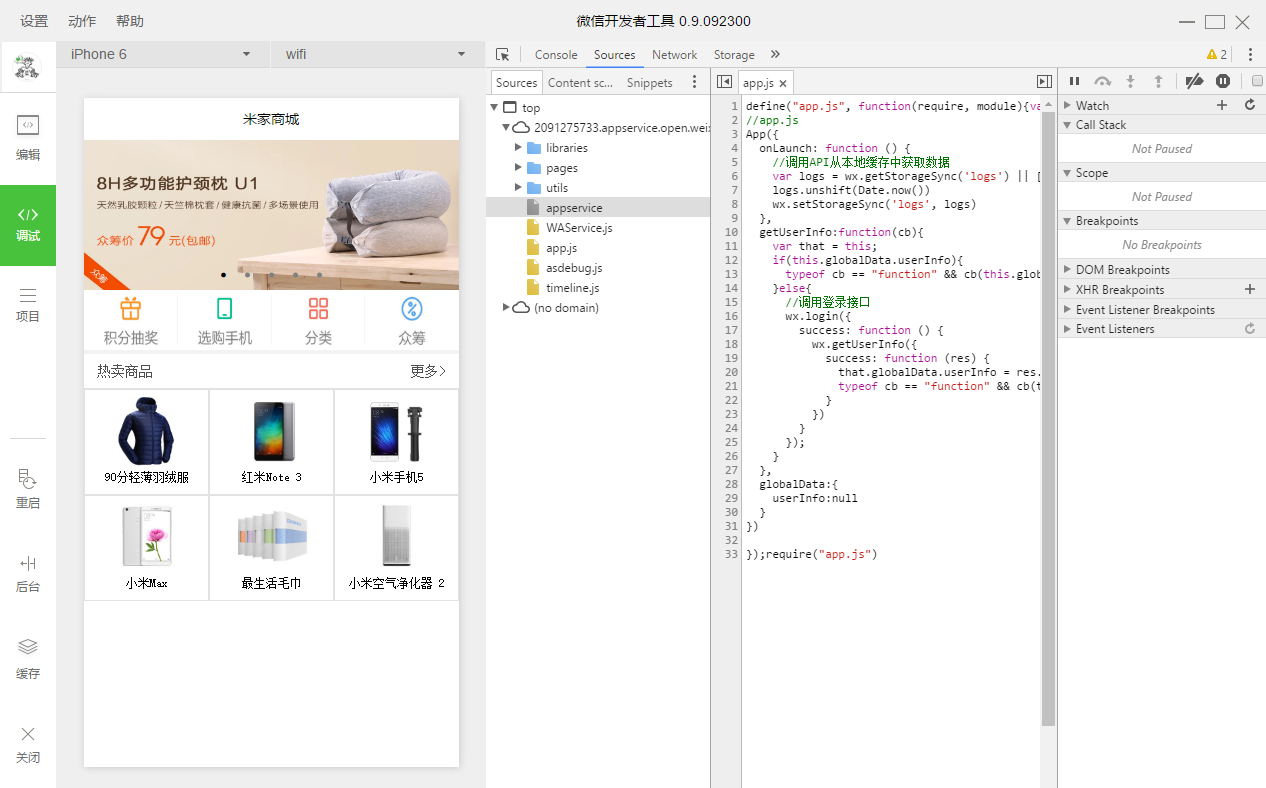 设置 动作 帮助 微信开发者工具 0.9.092300
iPhone 6 wifi
编辑
调试
项目
重启
后台
缓存
关闭
米家商城
8H多功能护颈枕 U1
天然乳胶颗粒 / 天竺棉枕套 / 健康抗菌 / 多场景使用
众筹价 79 元(包邮)
众筹
积分抽奖 选购手机 分类 众筹
热卖商品 更多
90分轻薄羽绒服 红米Note 3 小米手机5
小米Max 最生活毛巾 小米空气净化器 2
Console Sources Network Storage » 2
Sources Content sc... Snippets
top
2091275733.appservice.open.wei
libraries
pages
utils
appservice
WAService.js
app.js
asdebug.js
timeline.js
(no domain)
app.js ×
1 define("app.js", function(require, module){va
2 //app.js
3 App({
4 onLaunch: function () {
5 //调用API从本地缓存中获取数据
6 var logs = wx.getStorageSync('logs') || [
7 logs.unshift(Date.now())
8 wx.setStorageSync('logs', logs)
9 },
10 getUserInfo:function(cb){
11 var that = this;
12 if(this.globalData.userInfo){
13 typeof cb == "function" && cb(this.glob
14 }else{
15 //调用登录接口
16 wx.login({
17 success: function () {
18 wx.getUserInfo({
19 success: function (res) {
20 that.globalData.userInfo = res.
21 typeof cb == "function" && cb(t
22 }
23 })
24 }
25 });
26 }
27 },
28 globalData:{
29 userInfo:null
30 }
31 })
32
33 });require("app.js")
Watch
Call Stack
Not Paused
Scope
Not Paused
Breakpoints
No Breakpoints
DOM Breakpoints
XHR Breakpoints
Event Listener Breakpoints
Event Listeners